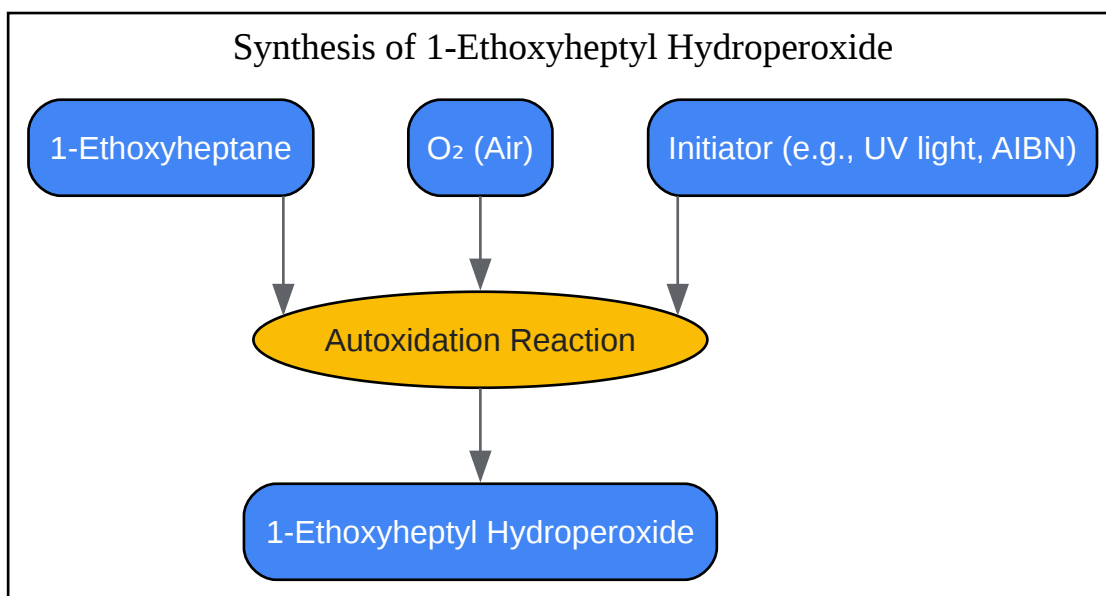 Synthesis of 1-Ethoxyheptyl Hydroperoxide
1-Ethoxyheptane
O₂ (Air)
Initiator (e.g., UV light, AIBN)
Autoxidation Reaction
1-Ethoxyheptyl Hydroperoxide